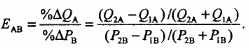 E_AB = %ΔQ_A / %ΔP_B = (Q_2A − Q_1A)/(Q_2A + Q_1A) / (P_2B − P_1B)/(P_2B + P_1B) .